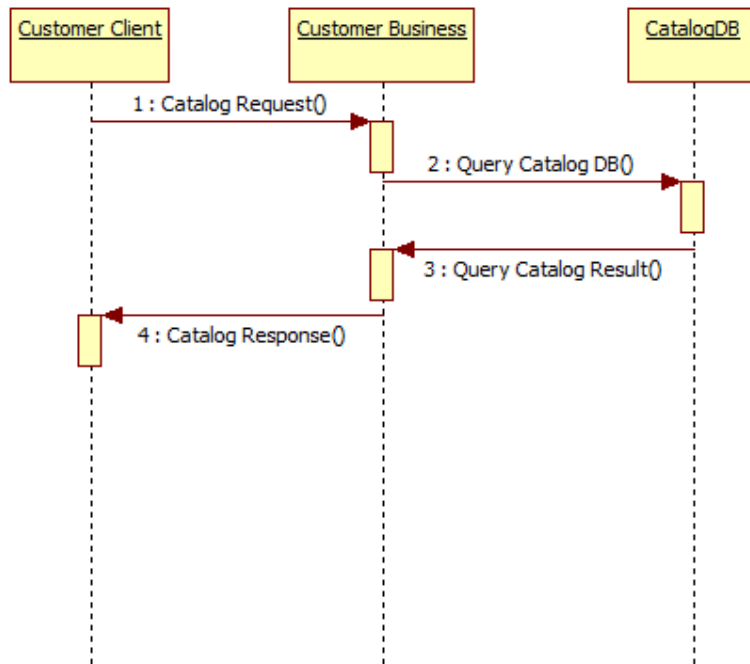 Customer Client
Customer Business
CatalogDB
1 : Catalog Request()
2 : Query Catalog DB()
3 : Query Catalog Result()
4 : Catalog Response()